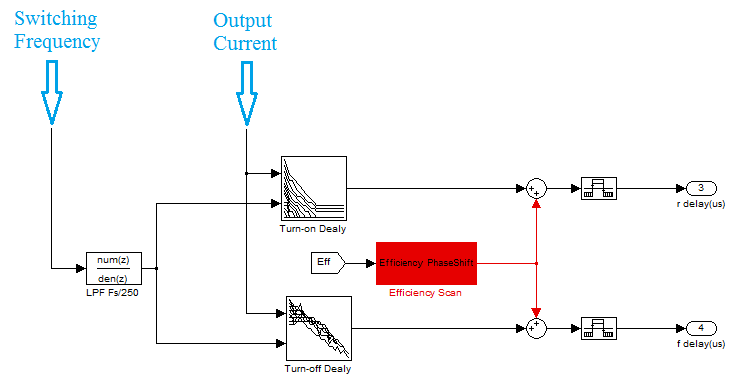 Switching
Frequency
Output
Current
Turn-on Dealy
num(z)
den(z)
LPF Fs/250
Eff
Efficiency PhaseShift
Efficiency Scan
Turn-off Dealy
3
r delay(us)
4
f delay(us)